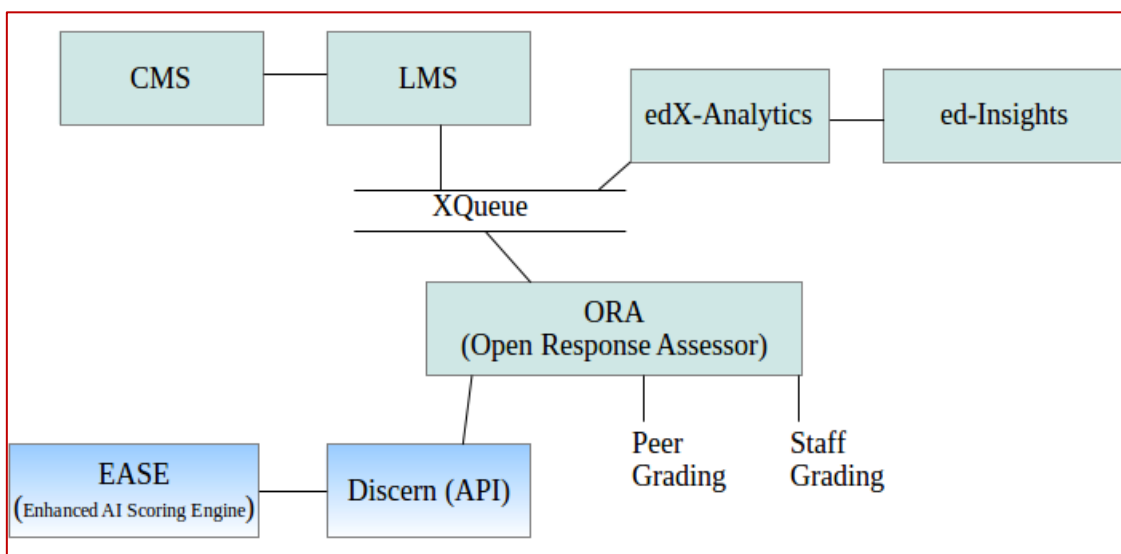 CMS
LMS
edX-Analytics
ed-Insights
XQueue
ORA
(Open Response Assessor)
Peer
Grading
Staff
Grading
EASE
(Enhanced AI Scoring Engine)
Discern (API)